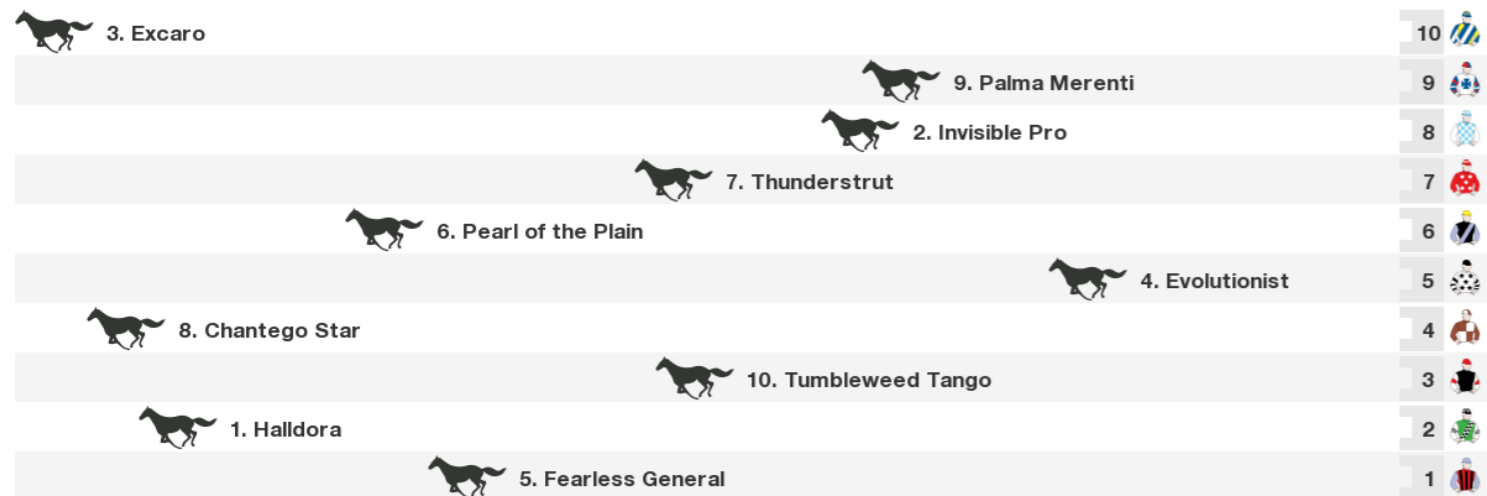 3. Excaro 10
9. Palma Merenti 9
2. Invisible Pro 8
7. Thunderstrut 7
6. Pearl of the Plain 6
4. Evolutionist 5
8. Chantego Star 4
10. Tumbleweed Tango 3
1. Halldora 2
5. Fearless General 1